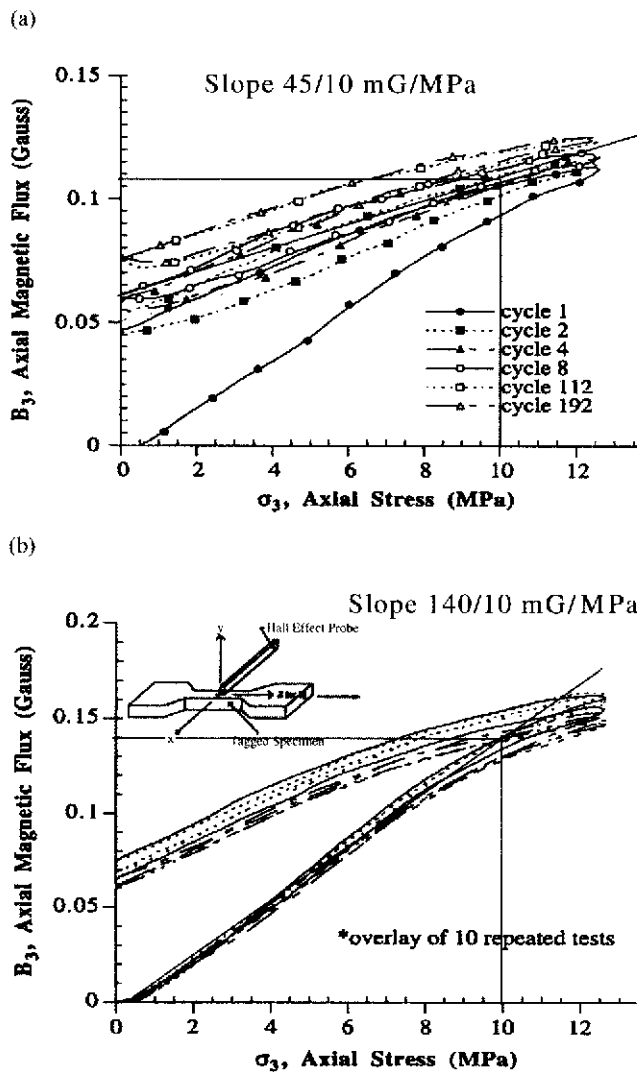 (a)
Slope 45/10 mG/MPa
0.15
0.1
0.05
0
B₃, Axial Magnetic Flux (Gauss)
cycle 1
cycle 2
cycle 4
cycle 8
cycle 112
cycle 192
0 2 4 6 8 10 12
σ₃, Axial Stress (MPa)
(b)
Slope 140/10 mG/MPa
0.2
0.15
0.1
0.05
0
B₃, Axial Magnetic Flux (Gauss)
y
Hall Effect Probe
x
Tagged Specimen
*overlay of 10 repeated tests
0 2 4 6 8 10 12
σ₃, Axial Stress (MPa)